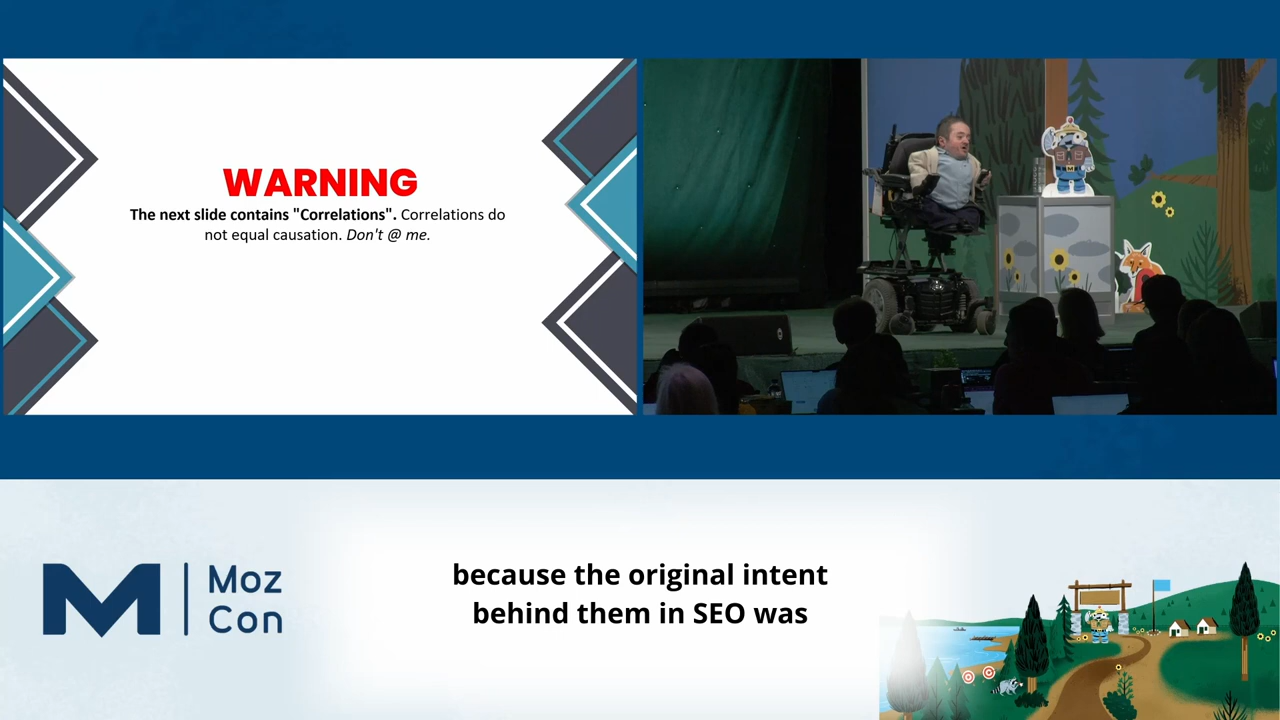 WARNING
The next slide contains "Correlations". Correlations do
not equal causation. Don't @ me.
Moz
Con
because the original intent
behind them in SEO was